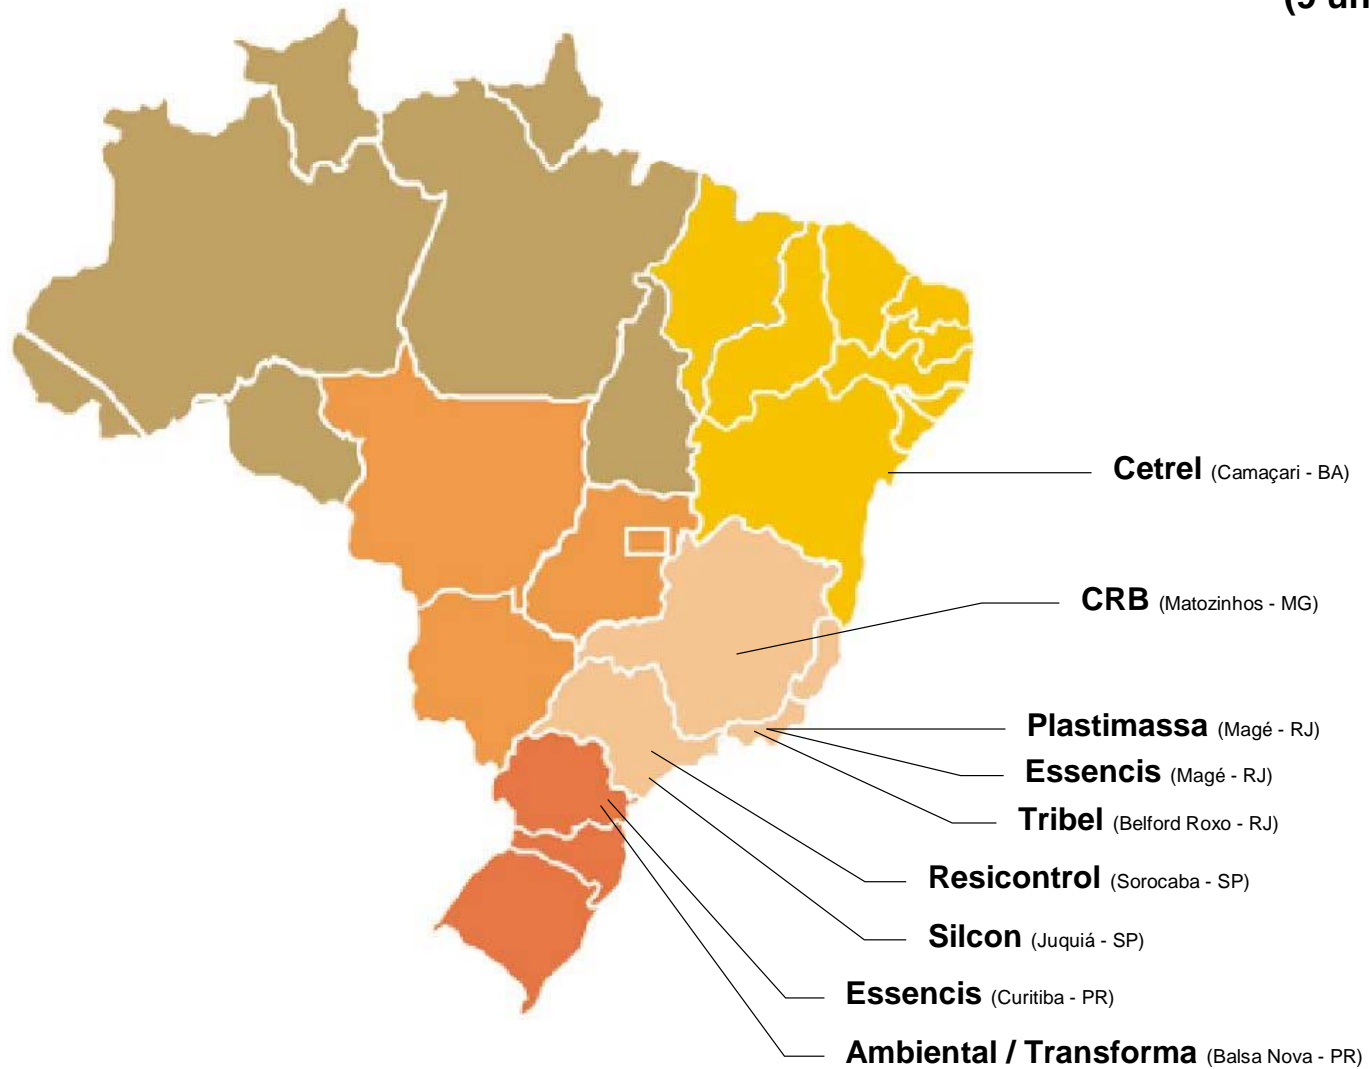 (9
Cetrel (Camaçari - BA)
CRB (Matozinhos - MG)
Plastimassa (Magé - RJ)
Essencis (Magé - RJ)
Tribel (Belford Roxo - RJ)
Resicontrol (Sorocaba - SP)
Silcon (Juquiá - SP)
Essencis (Curitiba - PR)
Ambiental / Transforma (Balsa Nova - PR)